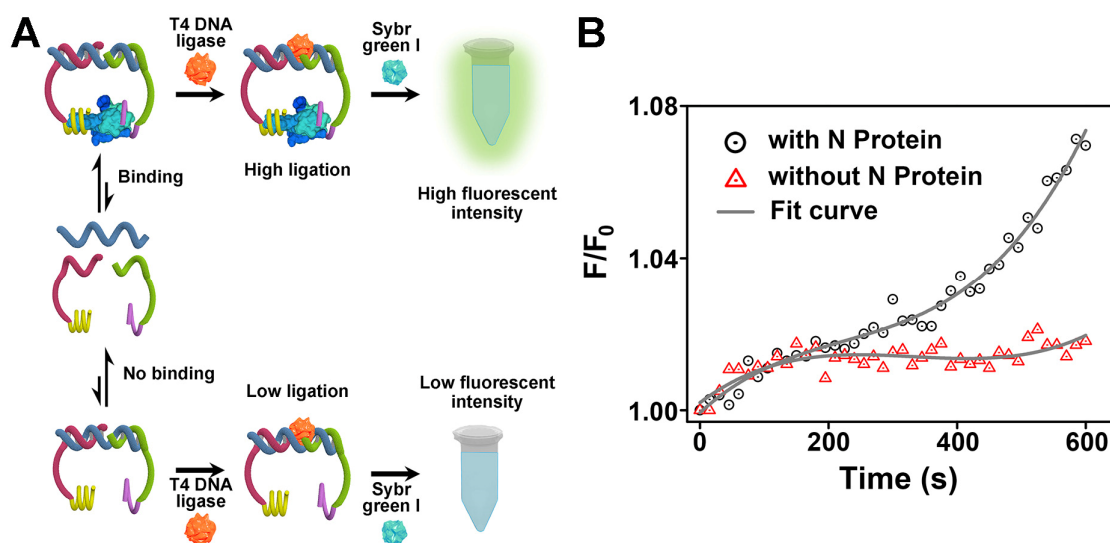 A
T4 DNA
ligase
Sybr
green I
High ligation
Binding
High fluorescent
intensity
No binding
Low ligation
Low fluorescent
intensity
T4 DNA
ligase
Sybr
green I
B
1.08
1.04
1.00
F/F0
with N Protein
without N Protein
Fit curve
0
200
400
600
Time (s)